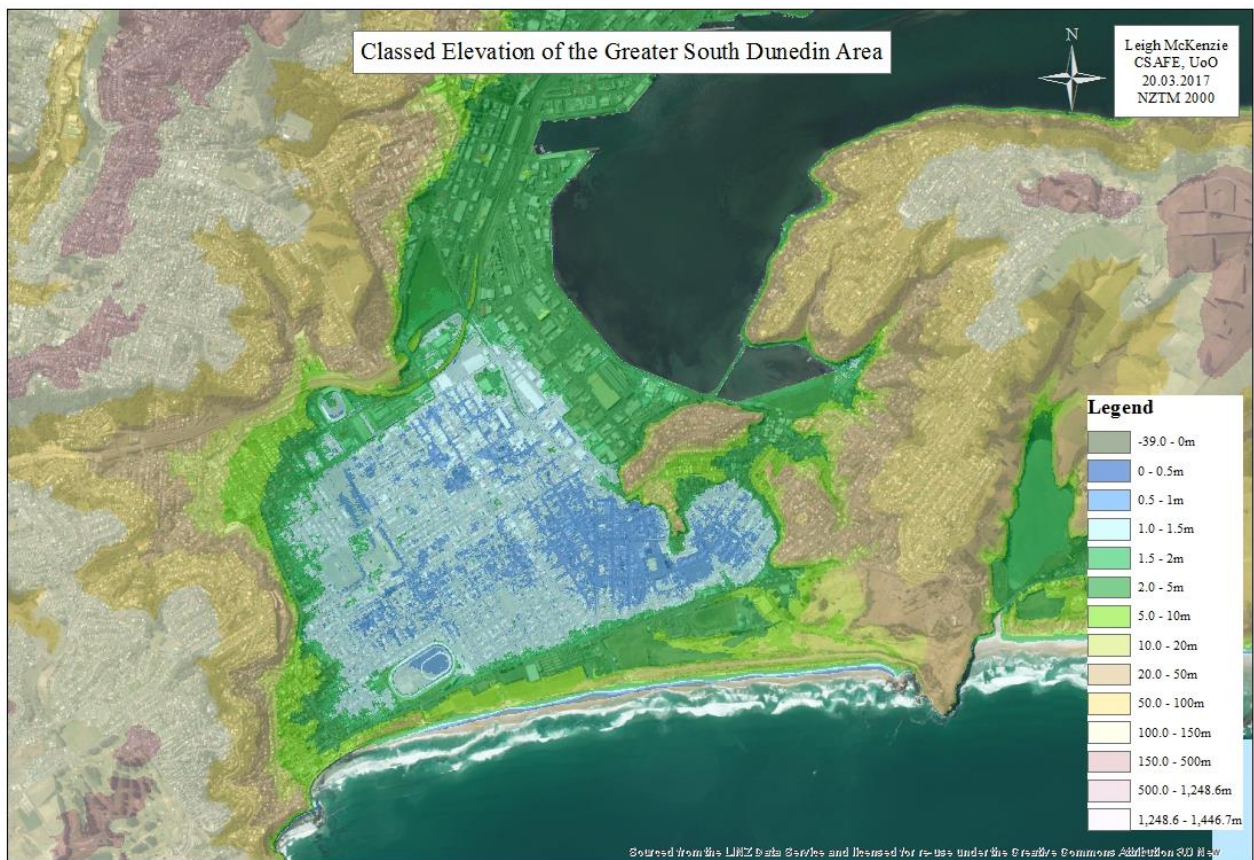 Classed Elevation of the Greater South Dunedin Area
N
Leigh McKenzie
CSAFE, UoO
20.03.2017
NZTM 2000
Legend
-39.0 - 0m
0 - 0.5m
0.5 - 1m
1.0 - 1.5m
1.5 - 2m
2.0 - 5m
5.0 - 10m
10.0 - 20m
20.0 - 50m
50.0 - 100m
100.0 - 150m
150.0 - 500m
500.0 - 1,248.6m
1,248.6 - 1,446.7m
Sourced from the LINZ Data Service and licensed for re-use under the Creative Commons Attribution 3.0 New